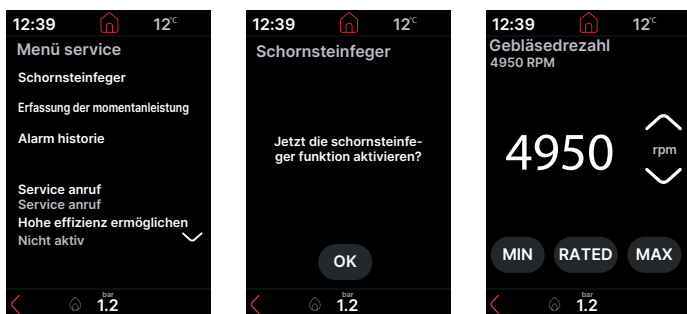 12:39
12°C
Menü service
Schornsteinfeger
Erfassung der momentanleistung
Alarm historie
Service anruf
Service anruf
Hohe effizienz ermöglichen
Nicht aktiv
bar
1.2
12:39
12°C
Schornsteinfeger
Jetzt die schornsteinfe-
ger funktion aktivieren?
OK
bar
1.2
12:39
12°C
Gebläsedrezahl
4950 RPM
4950
rpm
MIN RATED MAX
bar
1.2